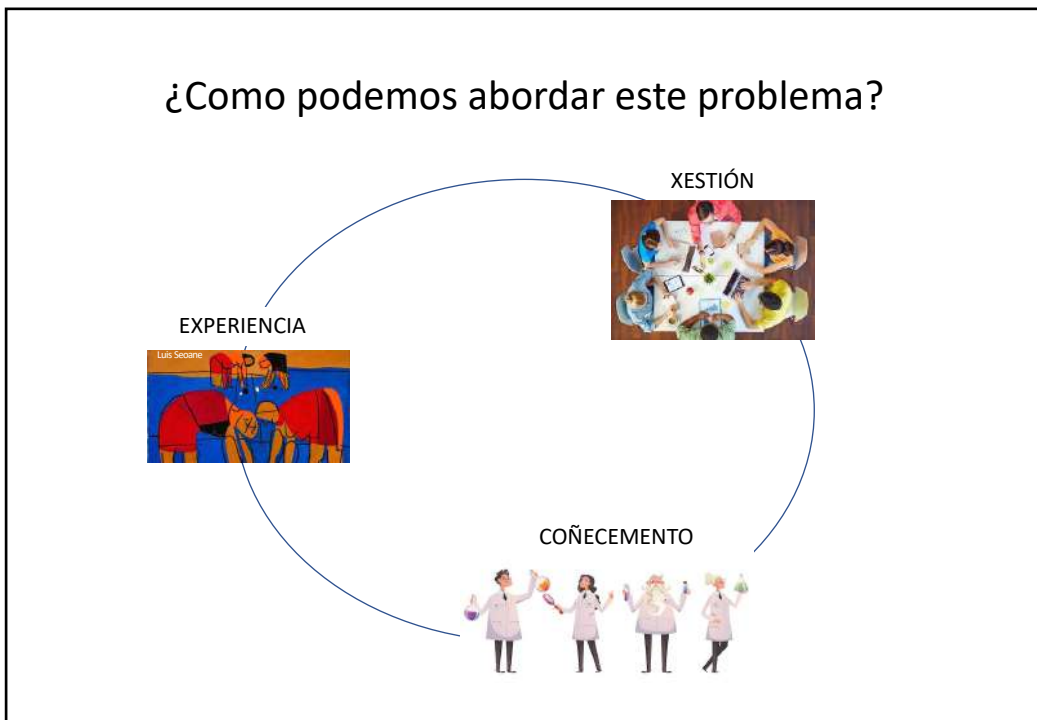 ¿Como podemos abordar este problema?
XESTIÓN
EXPERIENCIA
Luis Seoane
COÑECEMENTO